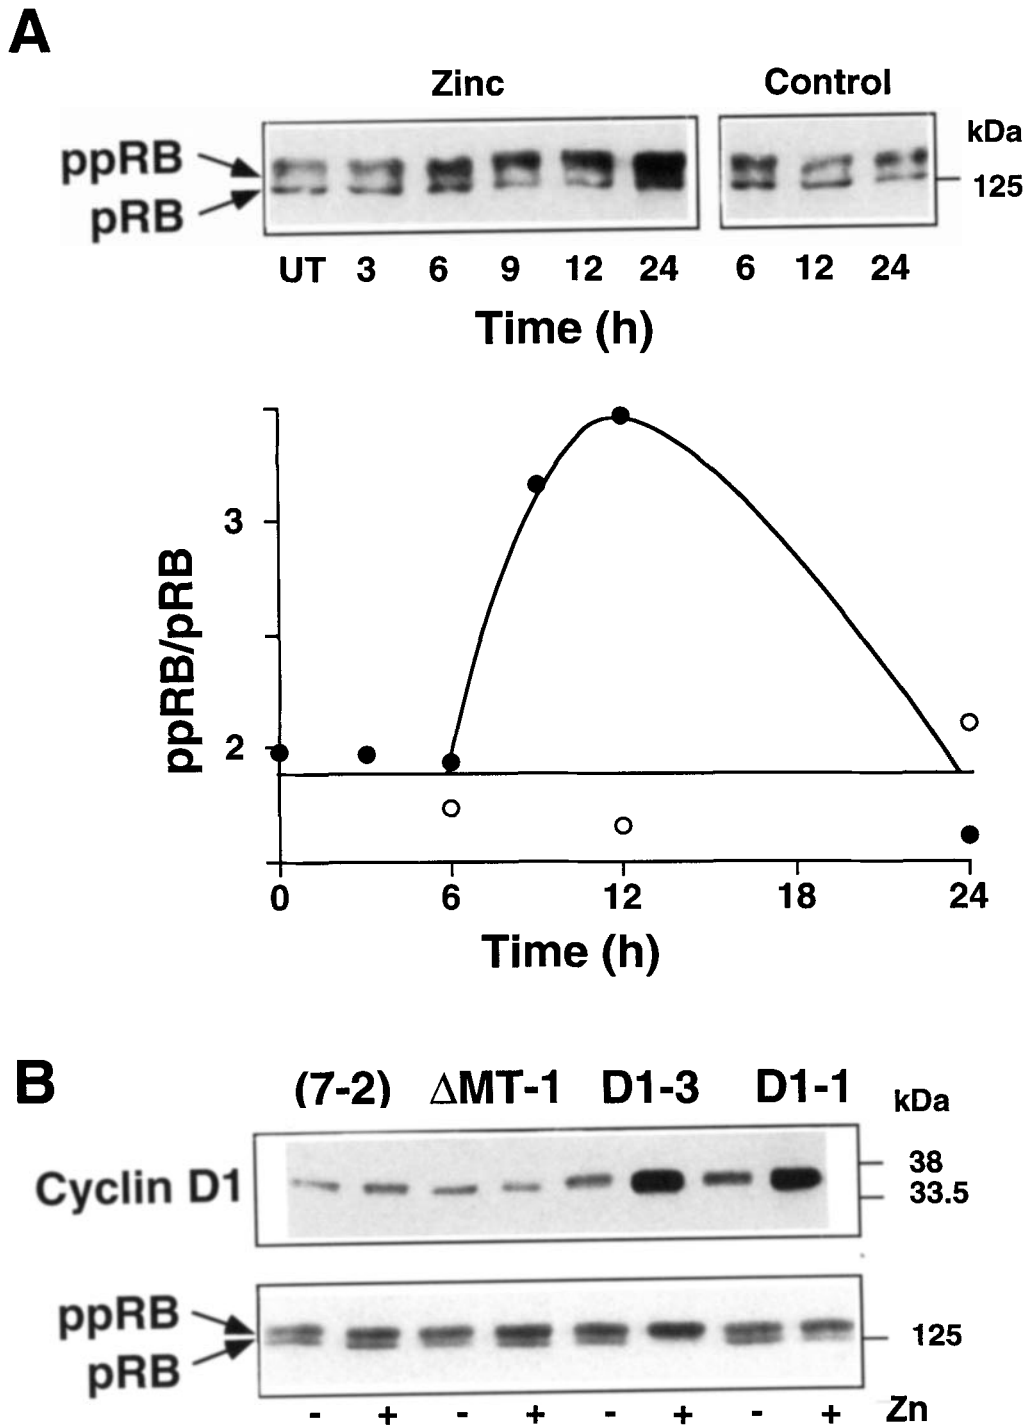 A
Zinc Control
ppRB
pRB
kDa
125
UT 3 6 9 12 24 6 12 24
Time (h)
3
2
ppRB/pRB
0 6 12 18 24
Time (h)
B
(7-2) ΔMT-1 D1-3 D1-1 kDa
Cyclin D1
38
33.5
ppRB
pRB
125
- + - + - + - + Zn